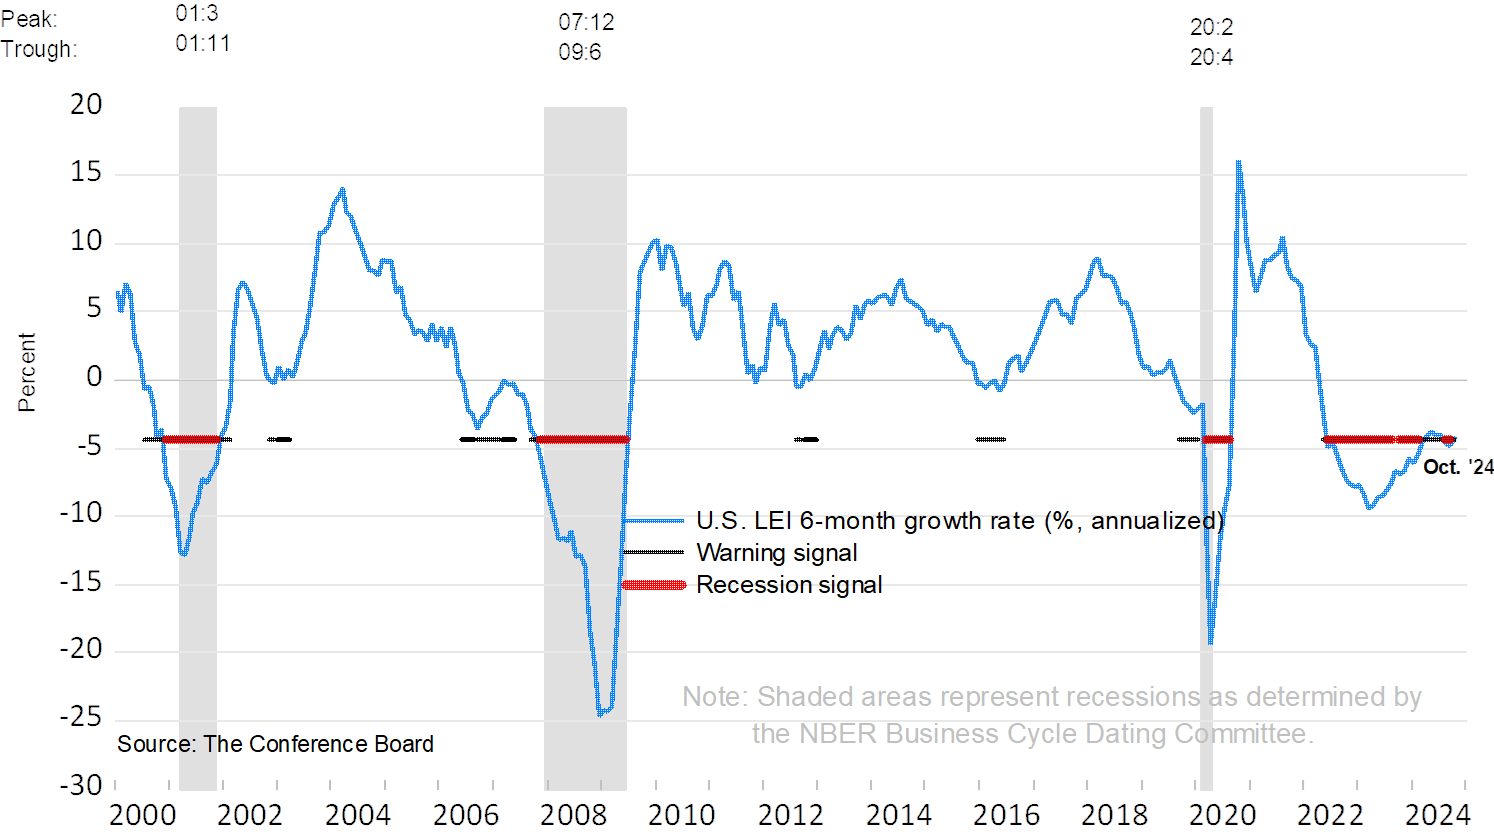 Peak: 01:3 07:12 20:2
Trough: 01:11 09:6 20:4
20
15
10
5
0
-5
-10
-15
-20
-25
-30
Percent
Oct. '24
U.S. LEI 6-month growth rate (%, annualized)
Warning signal
Recession signal
Note: Shaded areas represent recessions as determined by
the NBER Business Cycle Dating Committee.
Source: The Conference Board
2000 2002 2004 2006 2008 2010 2012 2014 2016 2018 2020 2022 2024